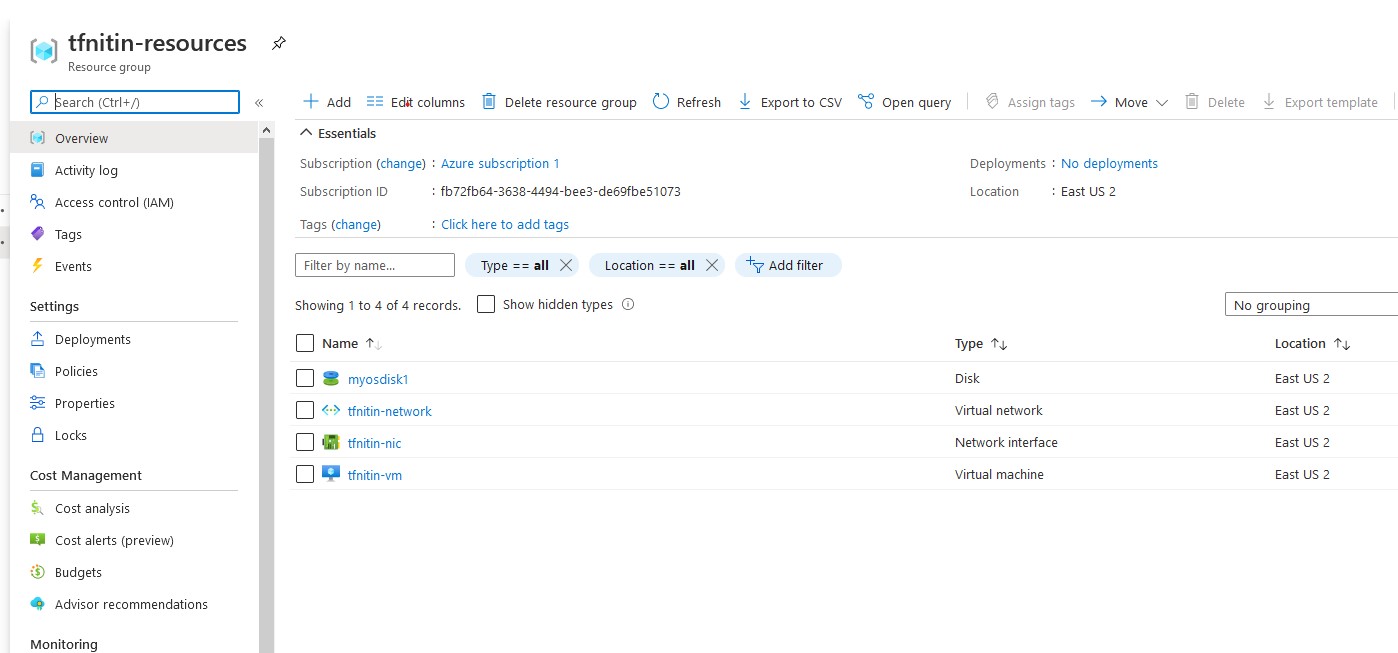 tfnitin-resources
Resource group
Search (Ctrl+/)
«
Overview
Activity log
Access control (IAM)
Tags
Events
Settings
Deployments
Policies
Properties
Locks
Cost Management
Cost analysis
Cost alerts (preview)
Budgets
Advisor recommendations
Monitoring
Add Edit columns Delete resource group Refresh Export to CSV Open query Assign tags Move Delete Export template
Essentials
Subscription (change) : Azure subscription 1 Deployments : No deployments
Subscription ID : fb72fb64-3638-4494-bee3-de69fbe51073 Location : East US 2
Tags (change) : Click here to add tags
Filter by name... Type == all Location == all Add filter
Showing 1 to 4 of 4 records. Show hidden types No grouping
Name Type Location
myosdisk1 Disk East US 2
tfnitin-network Virtual network East US 2
tfnitin-nic Network interface East US 2
tfnitin-vm Virtual machine East US 2